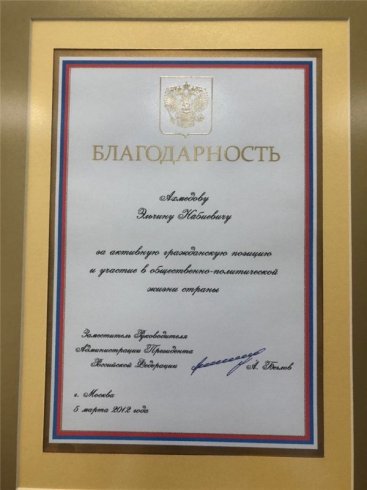 БЛАГОДАРНОСТЬ
Ахмедову
Эльчину Набиевичу
за активную гражданскую позицию
и участие в общественно-политической
жизни страны
Заместитель Руководителя
Администрации Президента
Российской Федерации
А. Беглов
г. Москва
5 марта 2012 года